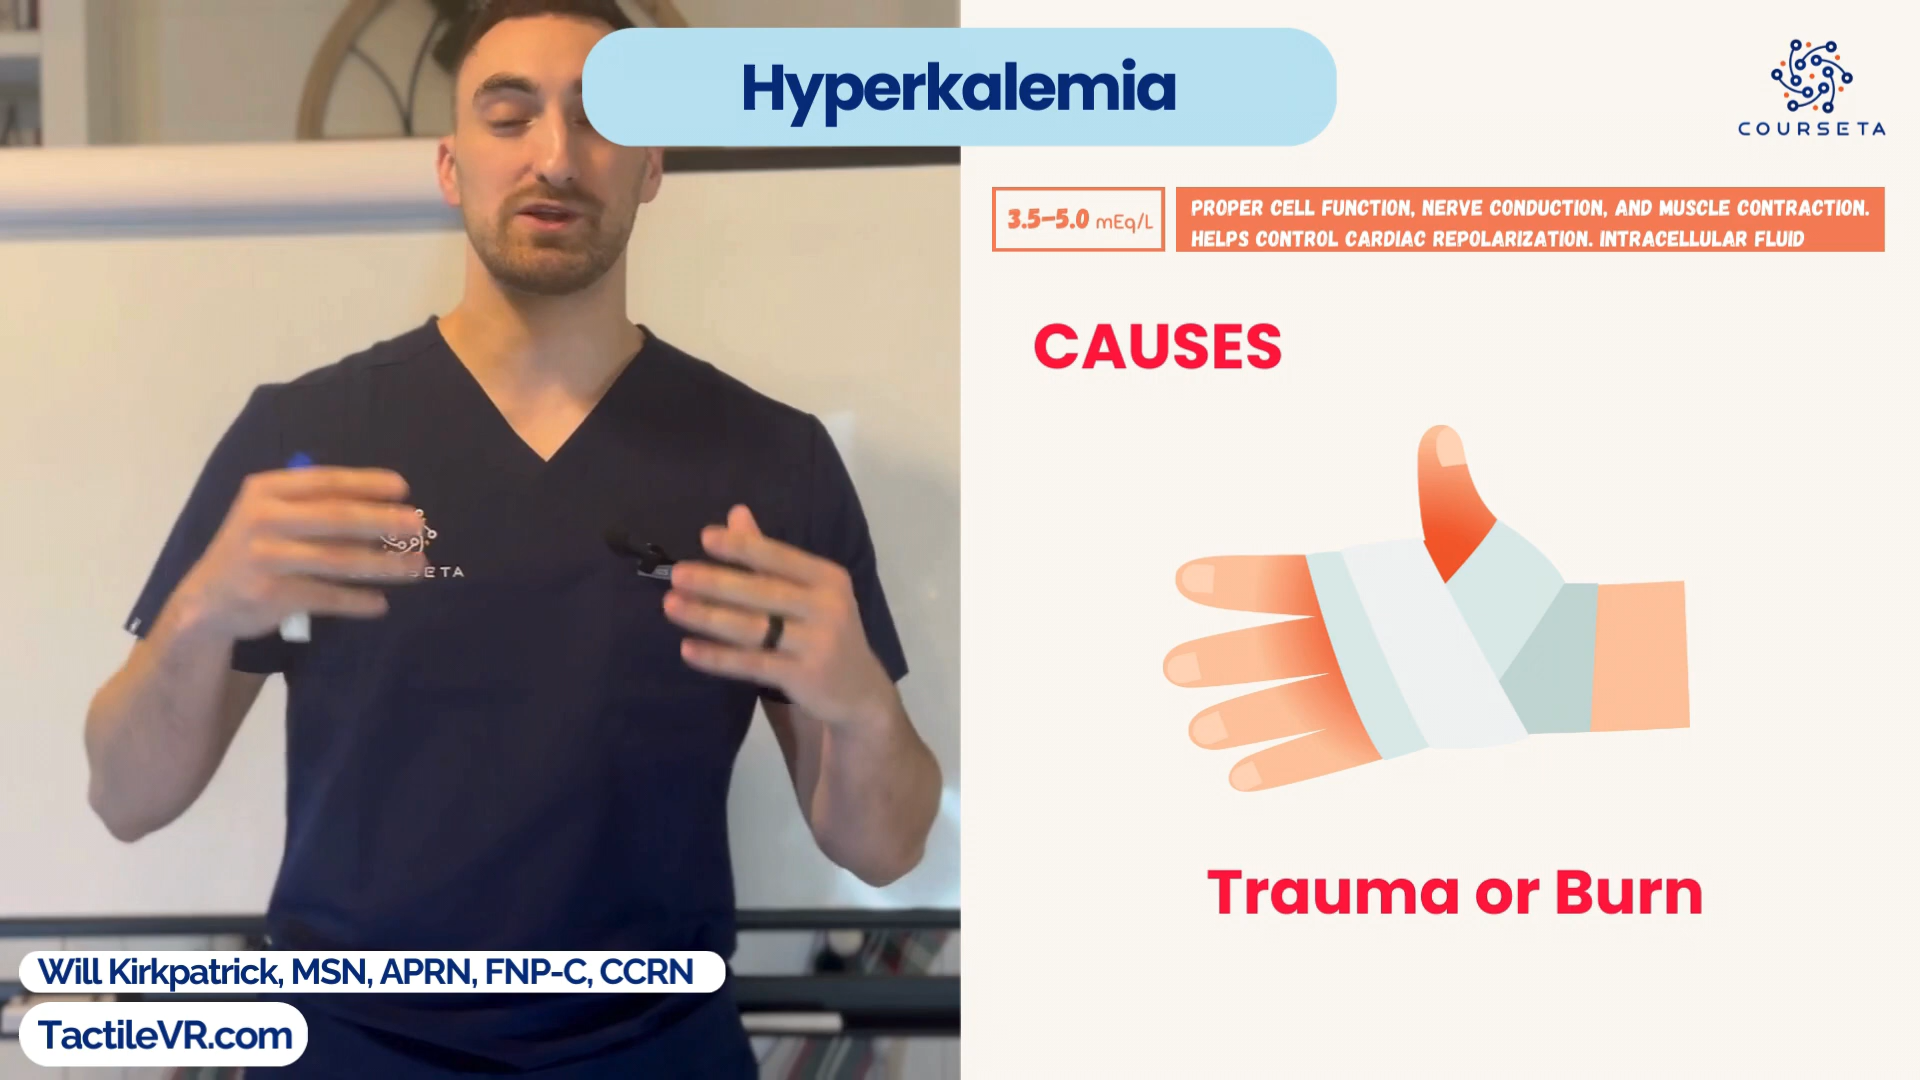 Hyperkalemia
COURSETA
3.5–5.0 mEq/L
PROPER CELL FUNCTION, NERVE CONDUCTION, AND MUSCLE CONTRACTION.
HELPS CONTROL CARDIAC REPOLARIZATION. INTRACELLULAR FLUID
CAUSES
ETA
Trauma or Burn
Will Kirkpatrick, MSN, APRN, FNP-C, CCRN
TactileVR.com